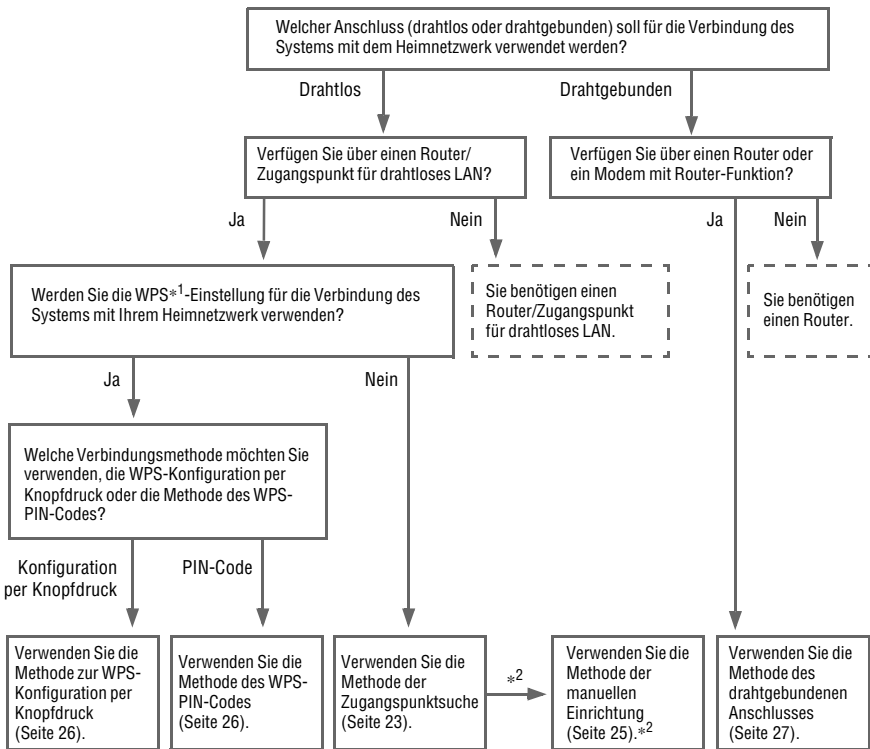 Welcher Anschluss (drahtlos oder drahtgebunden) soll für die Verbindung des
Systems mit dem Heimnetzwerk verwendet werden?
Drahtlos
Drahtgebunden
Verfügen Sie über einen Router/
Zugangspunkt für drahtloses LAN?
Verfügen Sie über einen Router oder
ein Modem mit Router-Funktion?
Ja
Nein
Ja
Nein
Werden Sie die WPS*1-Einstellung für die Verbindung des
Systems mit Ihrem Heimnetzwerk verwenden?
Sie benötigen einen
Router/Zugangspunkt
für drahtloses LAN.
Sie benötigen
einen Router.
Ja
Nein
Welche Verbindungsmethode möchten Sie
verwenden, die WPS-Konfiguration per
Knopfdruck oder die Methode des WPS-
PIN-Codes?
Konfiguration
per Knopfdruck
PIN-Code
Verwenden Sie die
Methode zur WPS-
Konfiguration per
Knopfdruck
(Seite 26).
Verwenden Sie die
Methode des WPS-
PIN-Codes
(Seite 26).
Verwenden Sie die
Methode der
Zugangspunktsuche
(Seite 23).
*2
Verwenden Sie die
Methode der
manuellen
Einrichtung
(Seite 25).*2
Verwenden Sie die
Methode des
drahtgebundenen
Anschlusses
(Seite 27).